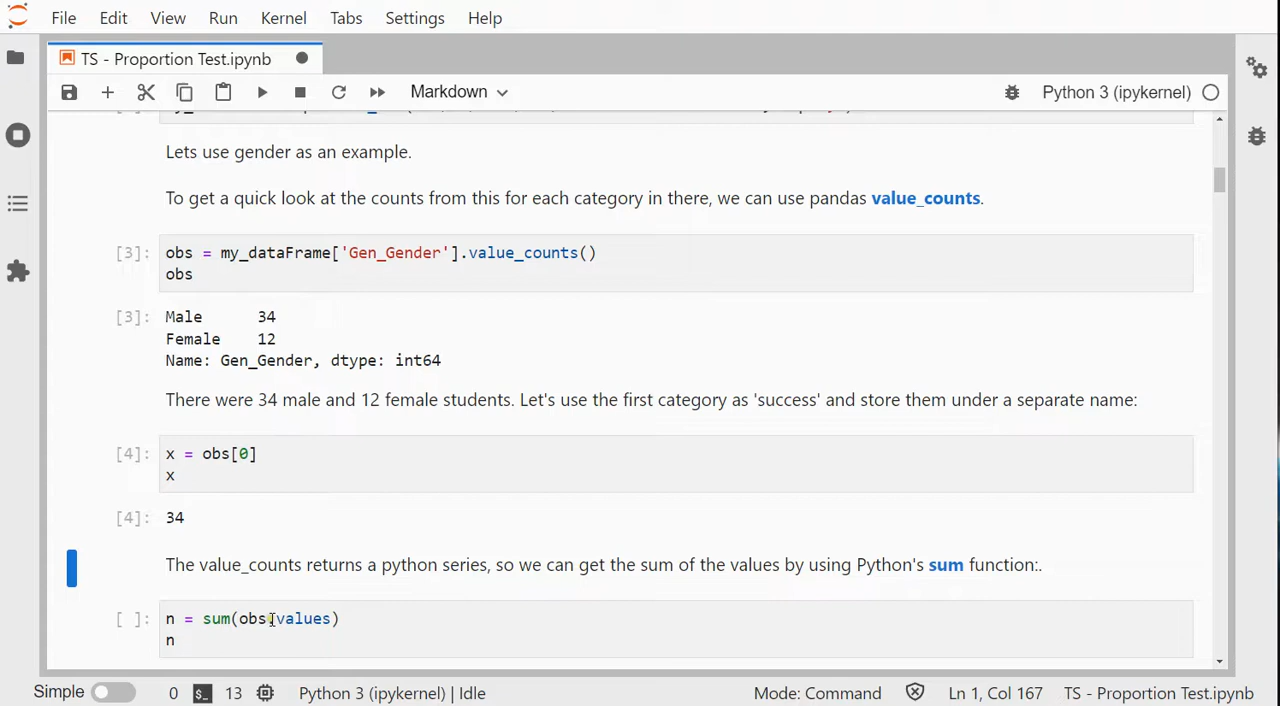 File Edit View Run Kernel Tabs Settings Help
TS - Proportion Test.ipynb
Markdown Python 3 (ipykernel)
Lets use gender as an example.
To get a quick look at the counts from this for each category in there, we can use pandas value_counts.
[3]: obs = my_dataFrame['Gen_Gender'].value_counts()
obs
[3]: Male 34
Female 12
Name: Gen_Gender, dtype: int64
There were 34 male and 12 female students. Let's use the first category as 'success' and store them under a separate name:
[4]: x = obs[0]
x
[4]: 34
The value_counts returns a python series, so we can get the sum of the values by using Python's sum function:.
[ ]: n = sum(obs.values)
n
Simple 0 $_ 13 Python 3 (ipykernel) | Idle Mode: Command Ln 1, Col 167 TS - Proportion Test.ipynb